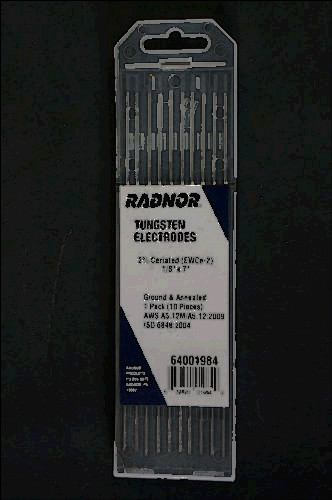 RADNOR
TUNGSTEN
ELECTRODES
2% Ceriated (EWCe-2)
1/8" x 7"
Ground & Annealed
1 Pack (10 Pieces)
AWS A5.12M/A5.12:2009
ISO 6848:2004
64001984